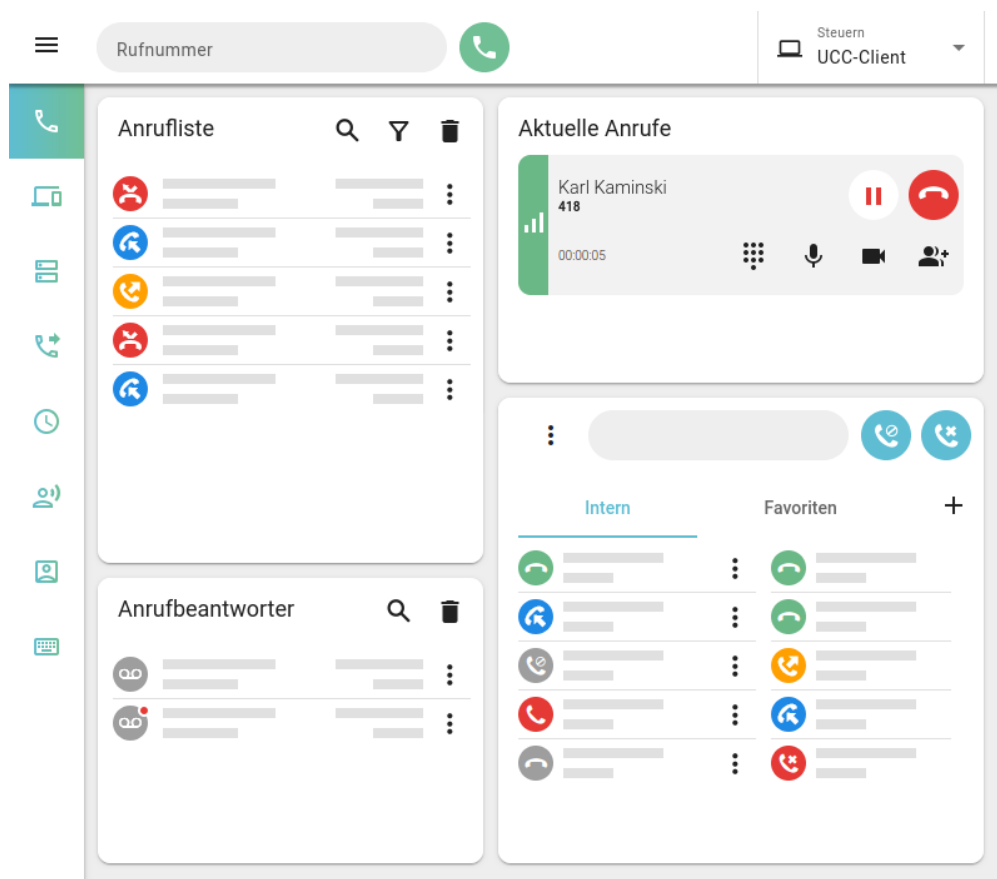 Rufnummer
Steuern
UCC-Client
Anrufliste
Aktuelle Anrufe
Karl Kaminski
418
00:00:05
Intern
Favoriten
Anrufbeantworter